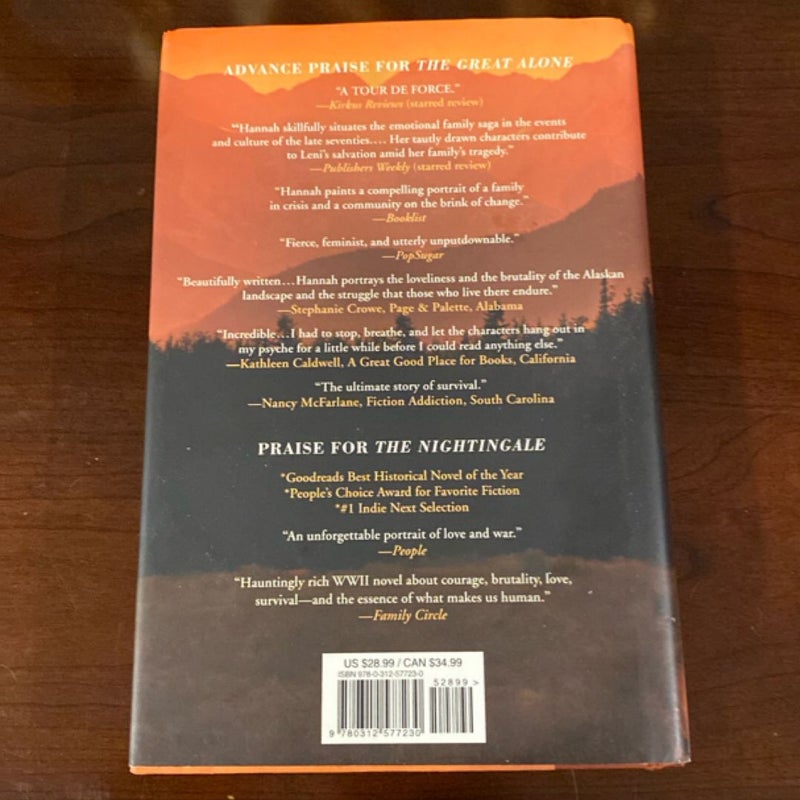 ADVANCE PRAISE FOR THE GREAT ALONE
“A TOUR DE FORCE.”
—Kirkus Reviews (starred review)
“Hannah skillfully situates the emotional family saga in the events
and culture of the late seventies.... Her tautly drawn characters contribute
to Leni’s salvation amid her family’s tragedy.”
—Publishers Weekly (starred review)
“Hannah paints a compelling portrait of a family
in crisis and a community on the brink of change.”
—Booklist
“Fierce, feminist, and utterly unputdownable.”
—PopSugar
“Beautifully written...Hannah portrays the loveliness and the brutality of the Alaskan
landscape and the struggle that those who live there endure.”
—Stephanie Crowe, Page & Palette, Alabama
“Incredible...I had to stop, breathe, and let the characters hang out in
my psyche for a little while before I could read anything else.”
—Kathleen Caldwell, A Great Good Place for Books, California
“The ultimate story of survival.”
—Nancy McFarlane, Fiction Addiction, South Carolina
PRAISE FOR THE NIGHTINGALE
*Goodreads Best Historical Novel of the Year
*People’s Choice Award for Favorite Fiction
*#1 Indie Next Selection
“An unforgettable portrait of love and war.”
—People
“Hauntingly rich WWII novel about courage, brutality, love,
survival—and the essence of what makes us human.”
—Family Circle
US $28.99 / CAN $34.99
ISBN 978-0-312-57723-0
52899>
9 780312 577230